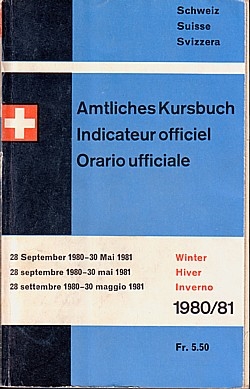 Schweiz
Suisse
Svizzera
Amtliches Kursbuch
Indicateur officiel
Orario ufficiale
28 September 1980–30 Mai 1981 Winter
28 septembre 1980–30 mai 1981 Hiver
28 settembre 1980–30 maggio 1981 Inverno
1980/81
Fr. 5.50